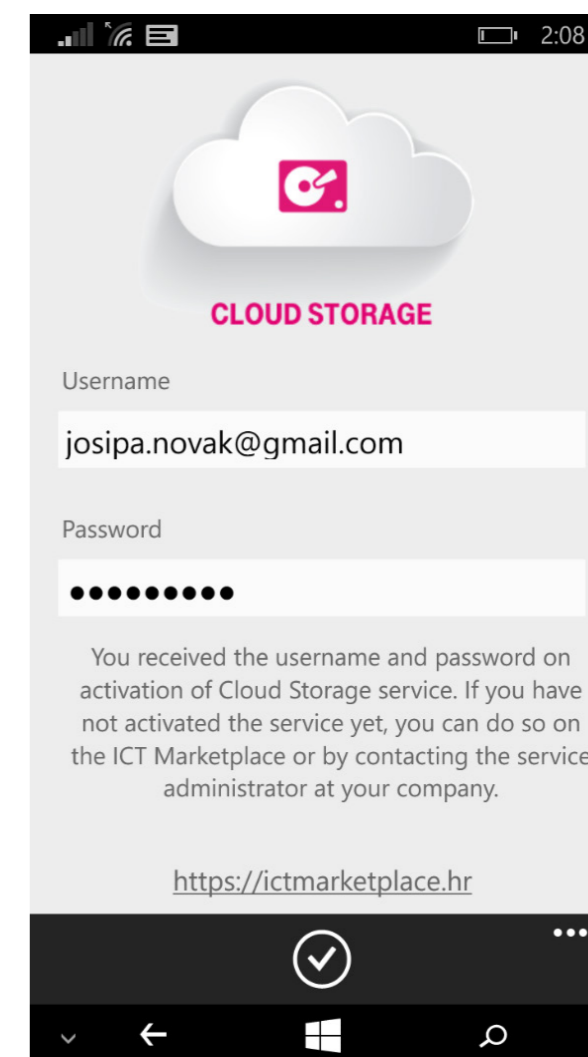 2:08
CLOUD STORAGE
Username
josipa.novak@gmail.com
Password
●●●●●●●●●
You received the username and password on
activation of Cloud Storage service. If you have
not activated the service yet, you can do so on
the ICT Marketplace or by contacting the service
administrator at your company.
https://ictmarketplace.hr